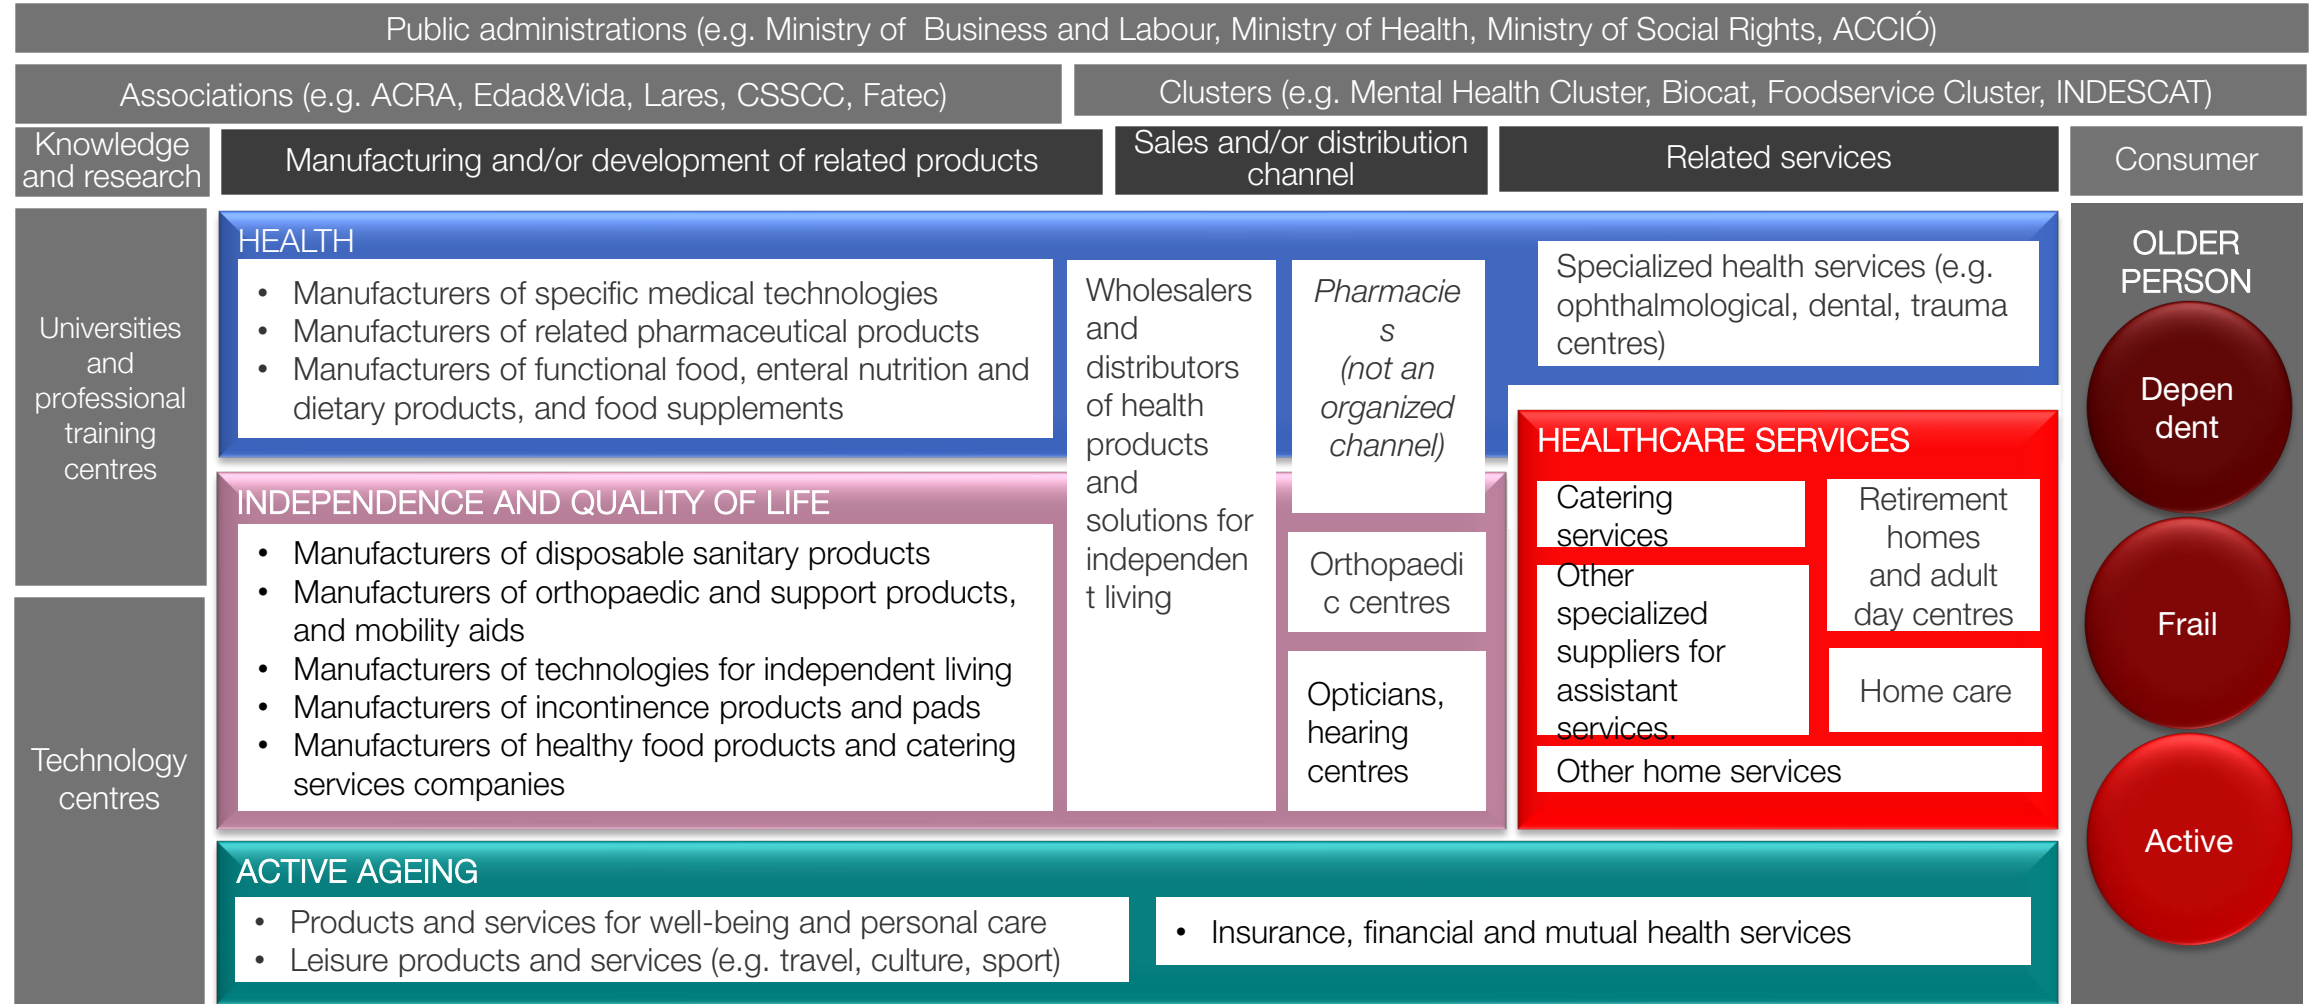 Public administrations (e.g. Ministry of Business and Labour, Ministry of Health, Ministry of Social Rights, ACCIÓ)
Associations (e.g. ACRA, Edad&Vida, Lares, CSSCC, Fatec)
Clusters (e.g. Mental Health Cluster, Biocat, Foodservice Cluster, INDESCAT)
Knowledge
and research
Manufacturing and/or development of related products
Sales and/or distribution
channel
Related services
Consumer
Universities
and
professional
training
centres
Technology
centres
HEALTH
• Manufacturers of specific medical technologies
• Manufacturers of related pharmaceutical products
• Manufacturers of functional food, enteral nutrition and
dietary products, and food supplements
Wholesalers
and
distributors
of health
products
and
solutions for
independen
t living
Pharmacie
s
(not an
organized
channel)
Specialized health services (e.g.
ophthalmological, dental, trauma
centres)
INDEPENDENCE AND QUALITY OF LIFE
• Manufacturers of disposable sanitary products
• Manufacturers of orthopaedic and support products,
and mobility aids
• Manufacturers of technologies for independent living
• Manufacturers of incontinence products and pads
• Manufacturers of healthy food products and catering
services companies
Orthopaedi
c centres
Opticians,
hearing
centres
HEALTHCARE SERVICES
Catering
services
Other
specialized
suppliers for
assistant
services.
Retirement
homes
and adult
day centres
Home care
Other home services
ACTIVE AGEING
• Products and services for well-being and personal care
• Leisure products and services (e.g. travel, culture, sport)
• Insurance, financial and mutual health services
OLDER
PERSON
Depen
dent
Frail
Active